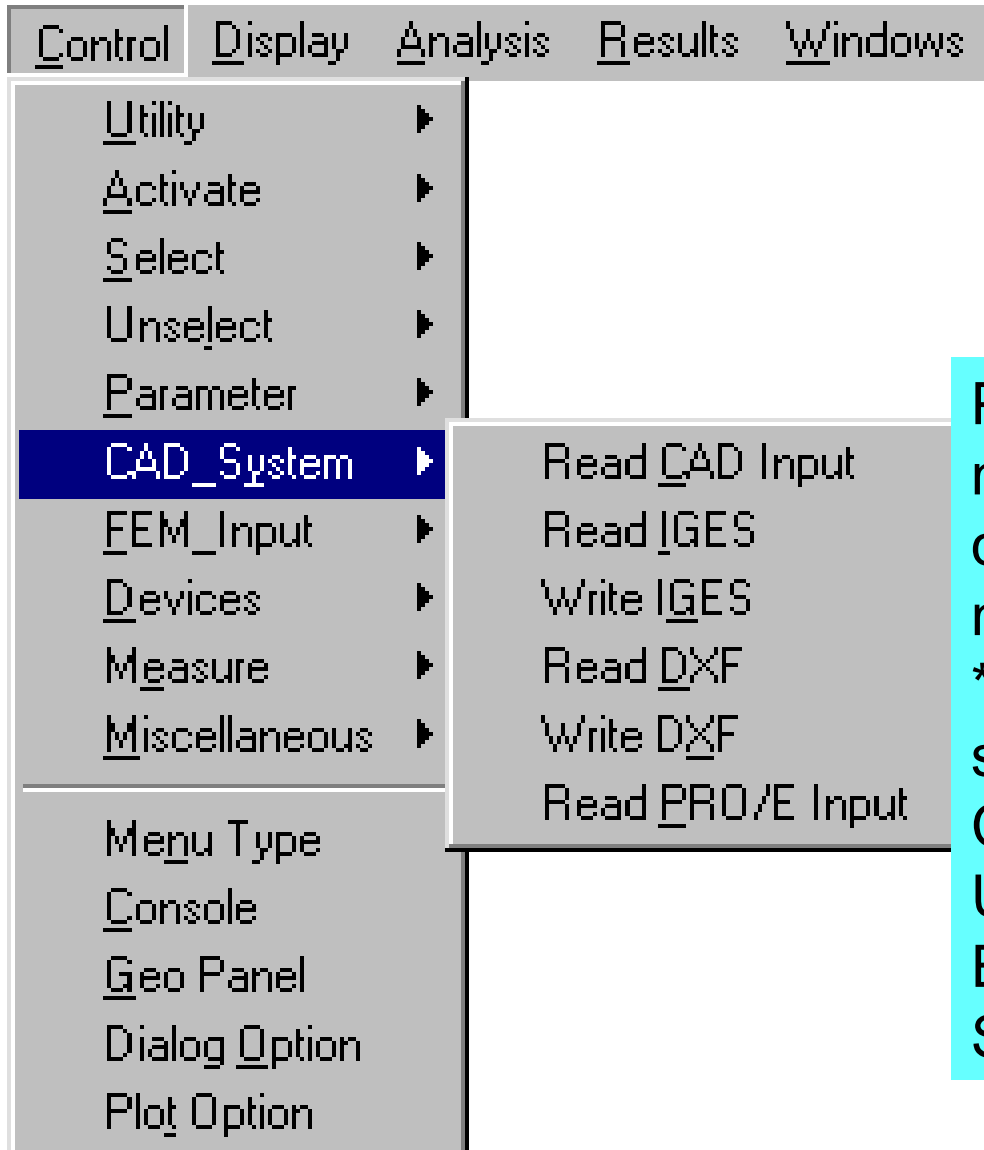 Control Display Analysis Results Windows
Utility
Activate
Select
Unselect
Parameter
CAD_System
FEM_Input
Devices
Measure
Miscellaneous
Menu Type
Console
Geo Panel
Dialog Option
Plot Option
Read CAD Input
Read IGES
Write IGES
Read DXF
Write DXF
Read PRO/E Input